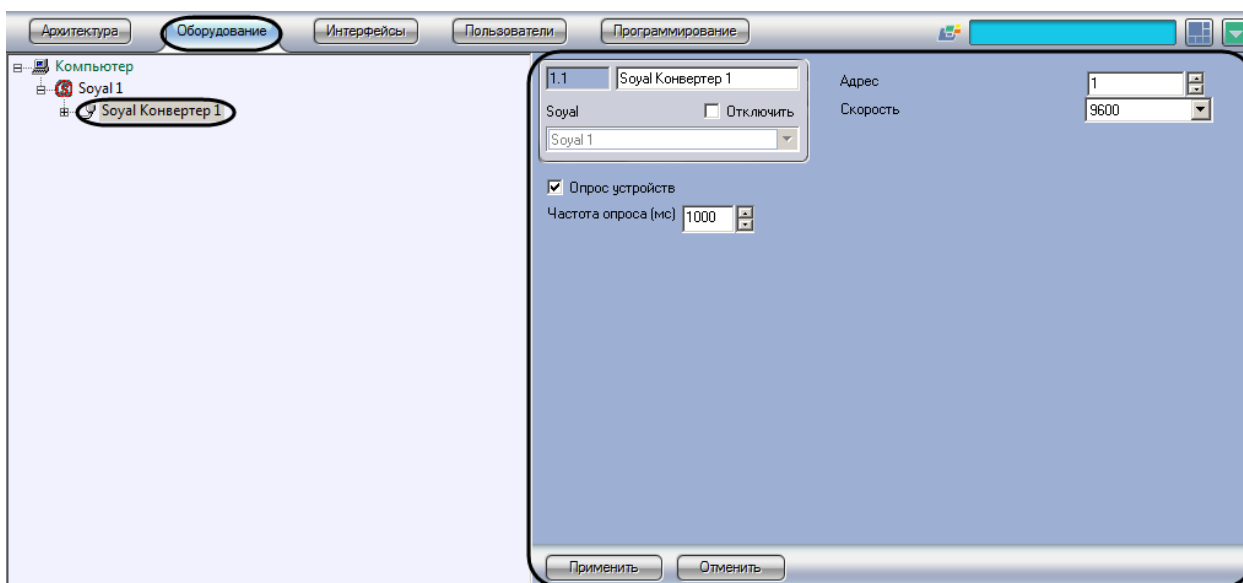 Архитектура Оборудование Интерфейсы Пользователи Программирование
Компьютер
Soyal 1
Soyal Конвертер 1
1.1 Soyal Конвертер 1
Soyal Отключить
Soyal 1
Опрос устройств
Частота опроса (мс) 1000
Адрес 1
Скорость 9600
Применить Отменить